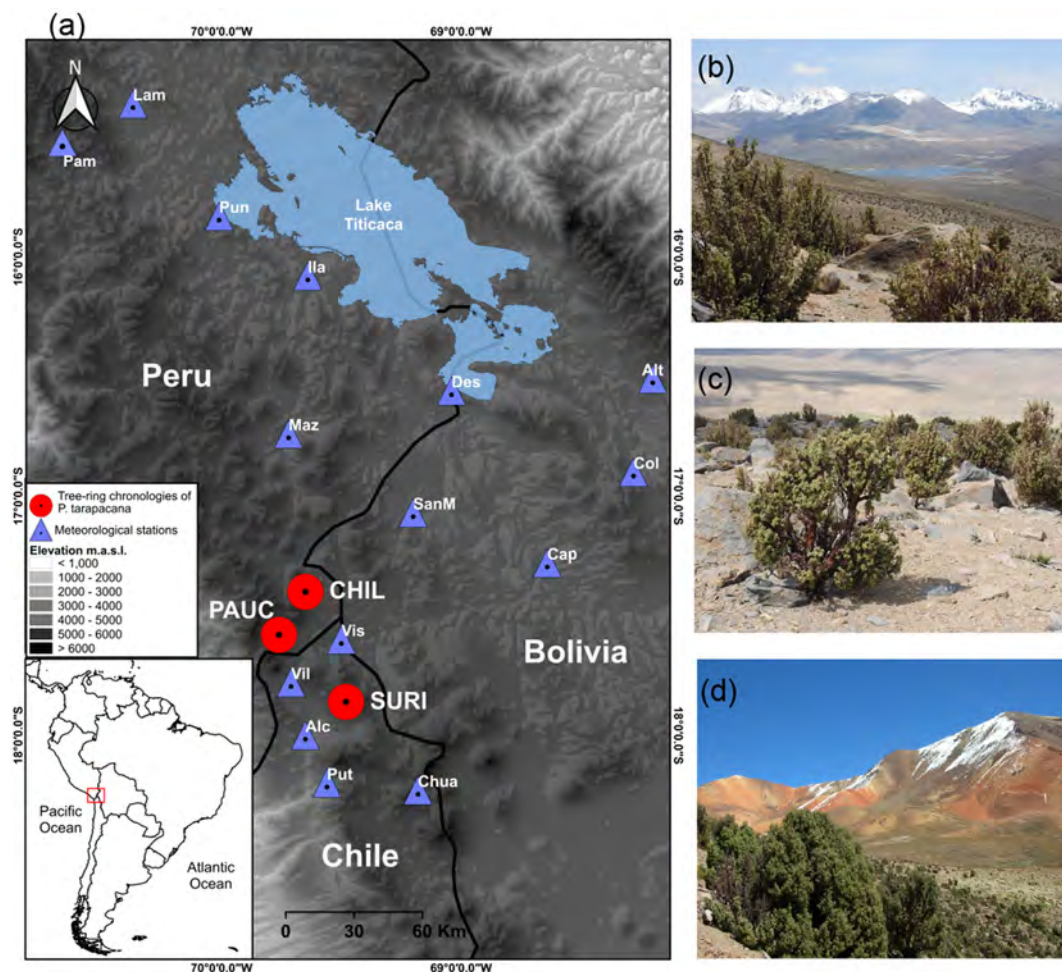 (a)
70°0'0.0"W
69°0'0.0"W
N
Lam
Pam
Pun
Lake
Titicaca
Ila
16°0'0.0"S
16°0'0.0"S
Peru
Des
Alt
Maz
Col
SanM
17°0'0.0"S
17°0'0.0"S
Cap
Tree-ring chronologies of
P. tarapacana
Meteorological stations
Elevation m.a.s.l.
< 1,000
1000 - 2000
2000 - 3000
3000 - 4000
4000 - 5000
5000 - 6000
> 6000
CHIL
PAUC
Vis
Bolivia
Vil
SURI
Alc
18°0'0.0"S
18°0'0.0"S
Put
Chua
Chile
0 30 60 Km
Pacific
Ocean
Atlantic
Ocean
70°0'0.0"W
69°0'0.0"W
(b)
(c)
(d)